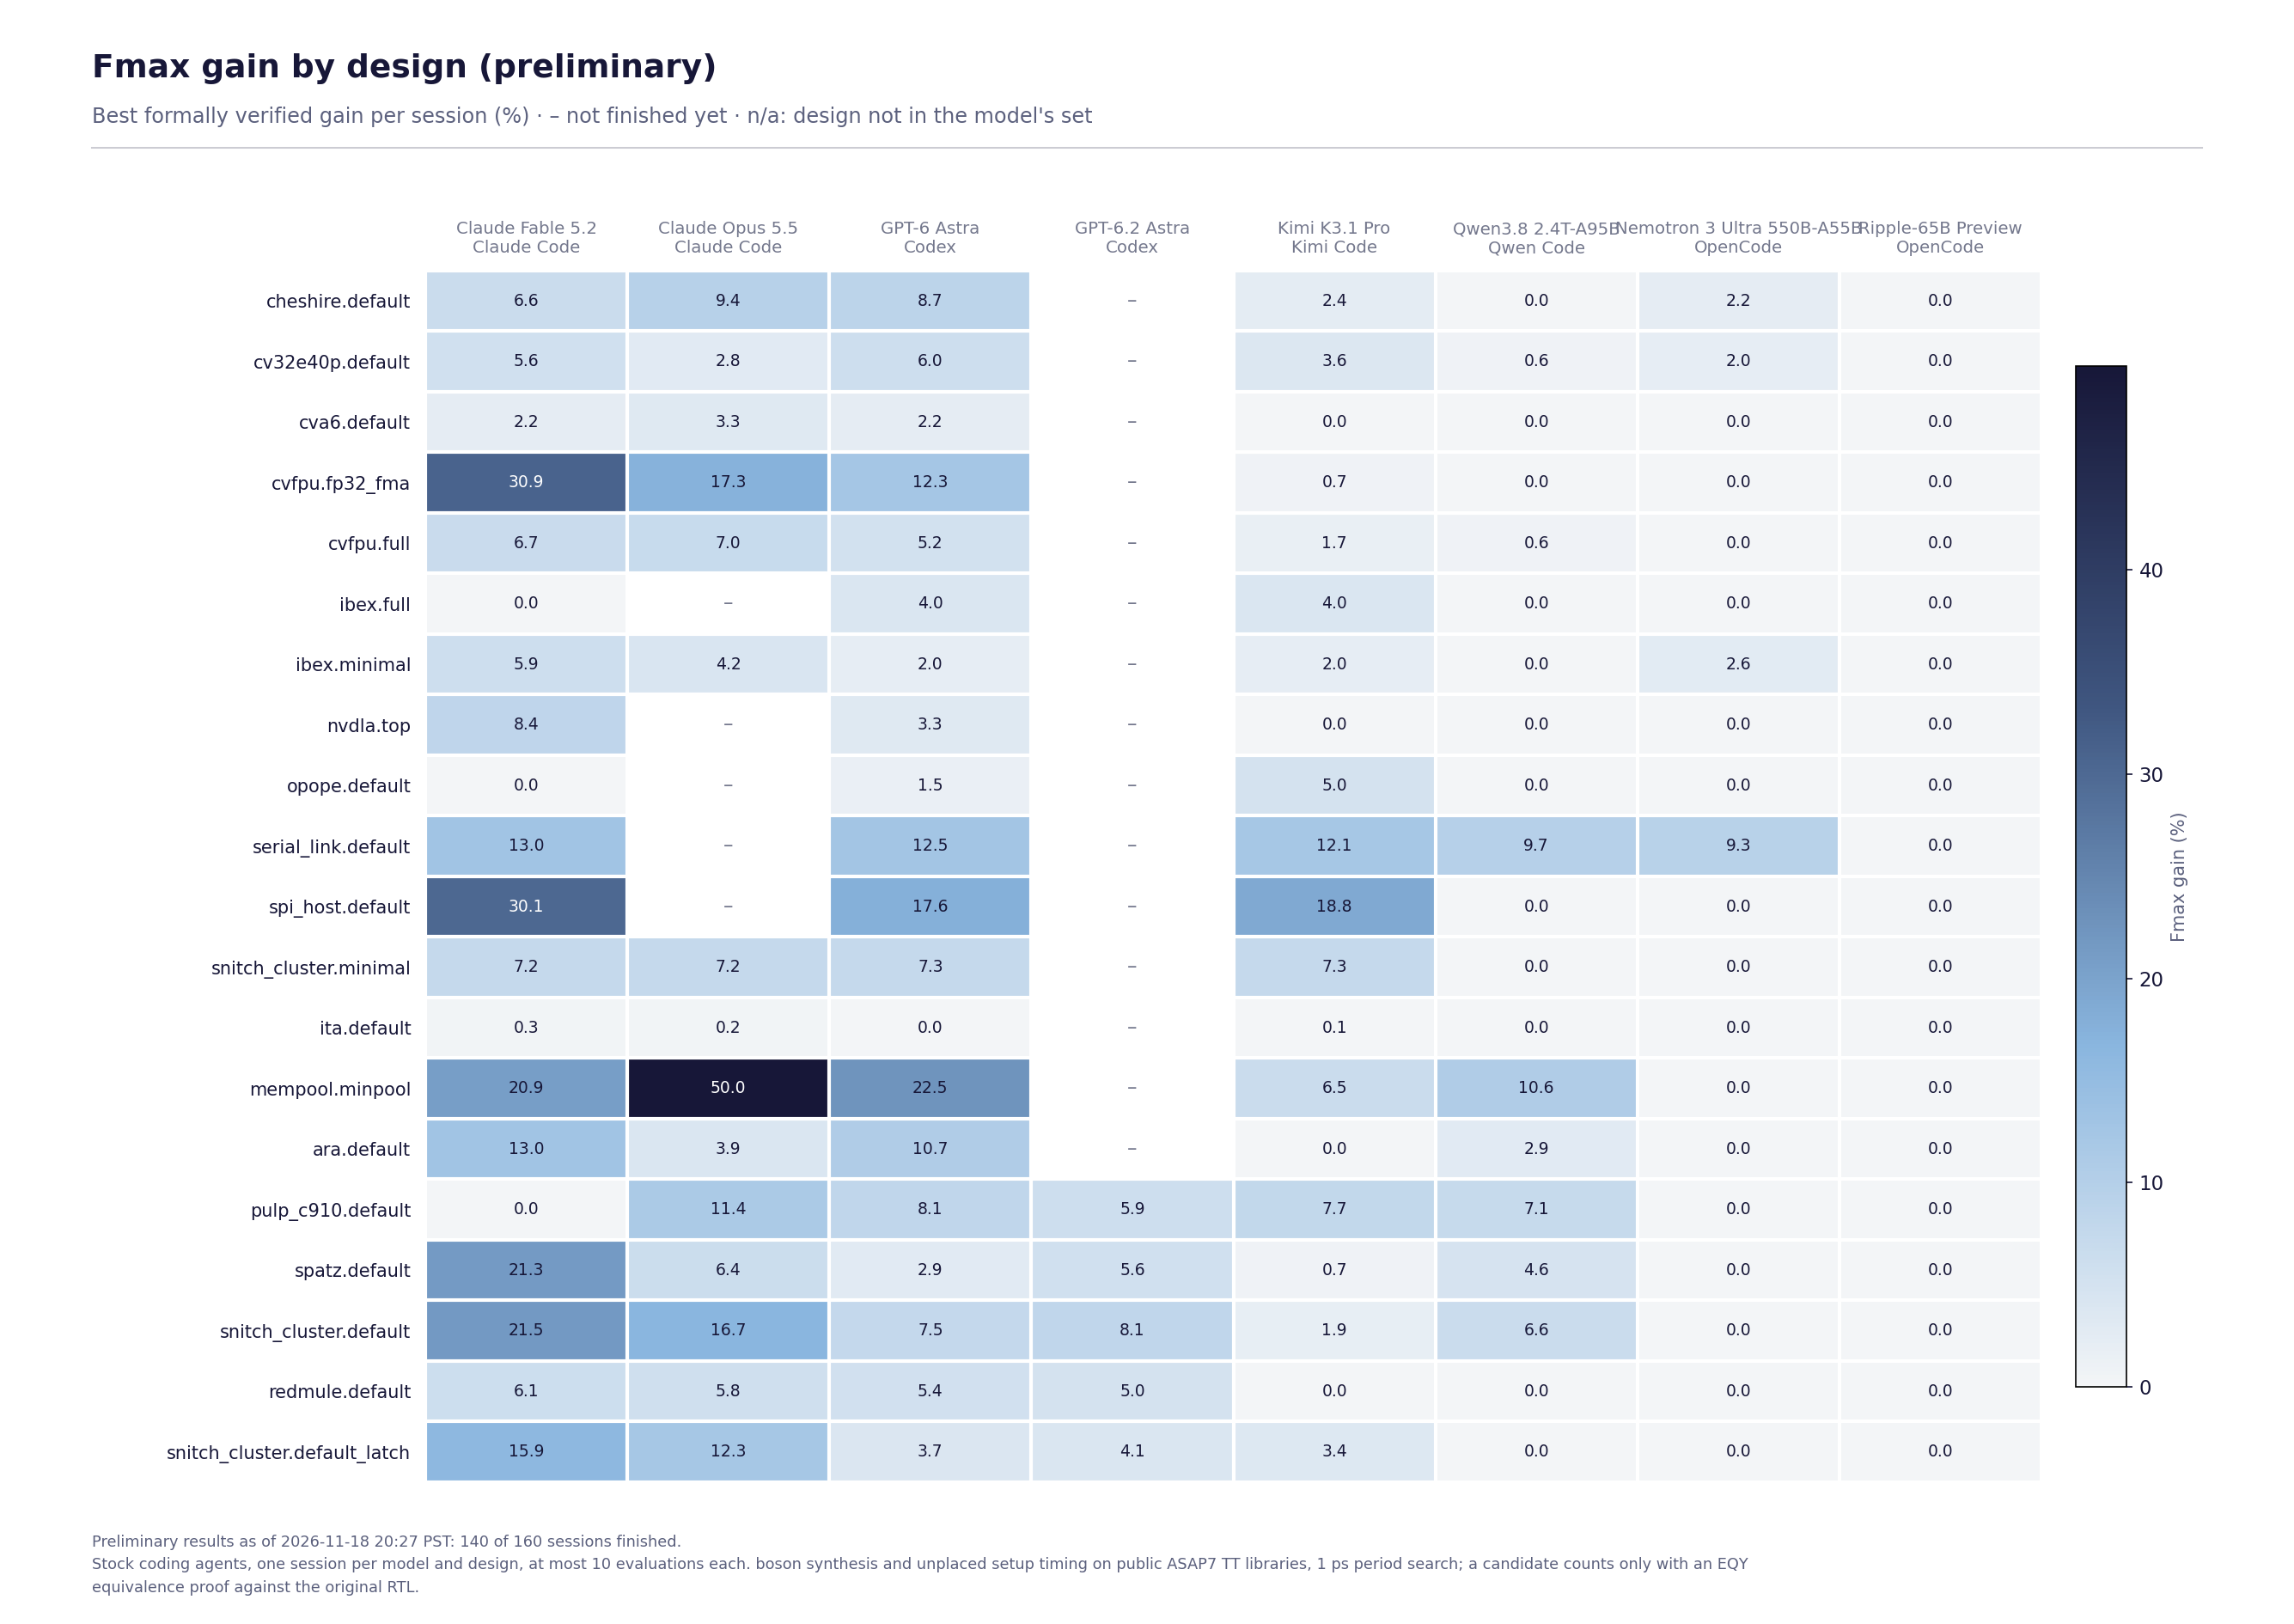 Fmax gain by design (preliminary)
Best formally verified gain per session (%) · – not finished yet · n/a: design not in the model's set
Claude Fable 5.2 Claude Opus 5.5 GPT-6 Astra GPT-6.2 Astra Kimi K3.1 Pro Qwen3.8 2.4T-A95B Nemotron 3 Ultra 550B-A55B Ripple-65B Preview
Claude Code Claude Code Codex Codex Kimi Code Qwen Code OpenCode OpenCode
cheshire.default 6.6 9.4 8.7 – 2.4 0.0 2.2 0.0
cv32e40p.default 5.6 2.8 6.0 – 3.6 0.6 2.0 0.0
cva6.default 2.2 3.3 2.2 – 0.0 0.0 0.0 0.0
cvfpu.fp32_fma 30.9 17.3 12.3 – 0.7 0.0 0.0 0.0
cvfpu.full 6.7 7.0 5.2 – 1.7 0.6 0.0 0.0
ibex.full 0.0 – 4.0 – 4.0 0.0 0.0 0.0
ibex.minimal 5.9 4.2 2.0 – 2.0 0.0 2.6 0.0
nvdla.top 8.4 – 3.3 – 0.0 0.0 0.0 0.0
opope.default 0.0 – 1.5 – 5.0 0.0 0.0 0.0
serial_link.default 13.0 – 12.5 – 12.1 9.7 9.3 0.0
spi_host.default 30.1 – 17.6 – 18.8 0.0 0.0 0.0
snitch_cluster.minimal 7.2 7.2 7.3 – 7.3 0.0 0.0 0.0
ita.default 0.3 0.2 0.0 – 0.1 0.0 0.0 0.0
mempool.minpool 20.9 50.0 22.5 – 6.5 10.6 0.0 0.0
ara.default 13.0 3.9 10.7 – 0.0 2.9 0.0 0.0
pulp_c910.default 0.0 11.4 8.1 5.9 7.7 7.1 0.0 0.0
spatz.default 21.3 6.4 2.9 5.6 0.7 4.6 0.0 0.0
snitch_cluster.default 21.5 16.7 7.5 8.1 1.9 6.6 0.0 0.0
redmule.default 6.1 5.8 5.4 5.0 0.0 0.0 0.0 0.0
snitch_cluster.default_latch 15.9 12.3 3.7 4.1 3.4 0.0 0.0 0.0
40
30
20
10
0
Fmax gain (%)
Preliminary results as of 2026-11-18 20:27 PST: 140 of 160 sessions finished.
Stock coding agents, one session per model and design, at most 10 evaluations each. boson synthesis and unplaced setup timing on public ASAP7 TT libraries, 1 ps period search; a candidate counts only with an EQY
equivalence proof against the original RTL.